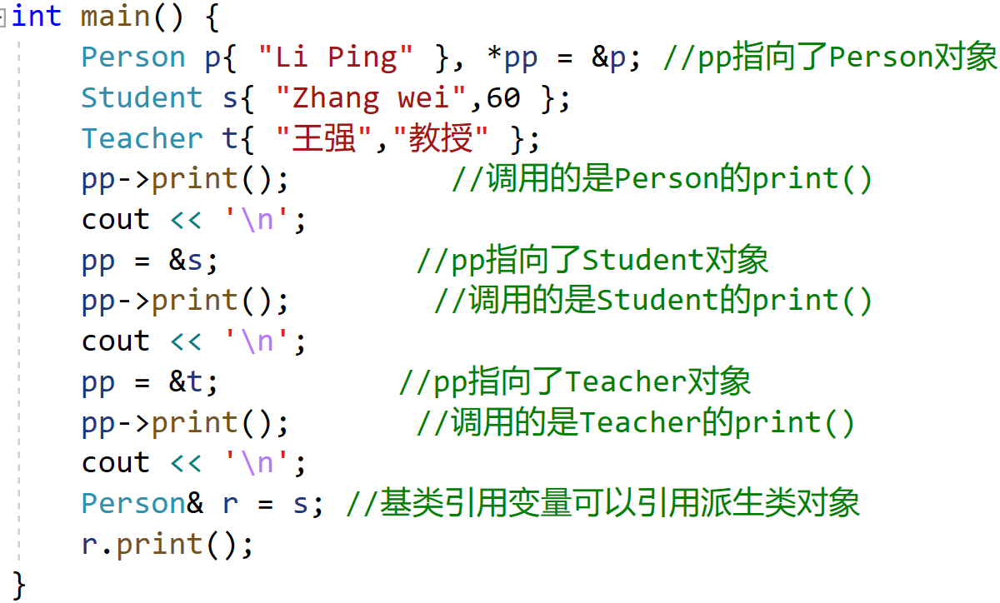 int main() {
Person p{ "Li Ping" }, *pp = &p; //pp指向了Person对象
Student s{ "Zhang wei",60 };
Teacher t{ "王强","教授" };
pp->print(); //调用的是Person的print()
cout << '\n';
pp = &s; //pp指向了Student对象
pp->print(); //调用的是Student的print()
cout << '\n';
pp = &t; //pp指向了Teacher对象
pp->print(); //调用的是Teacher的print()
cout << '\n';
Person& r = s; //基类引用变量可以引用派生类对象
r.print();
}